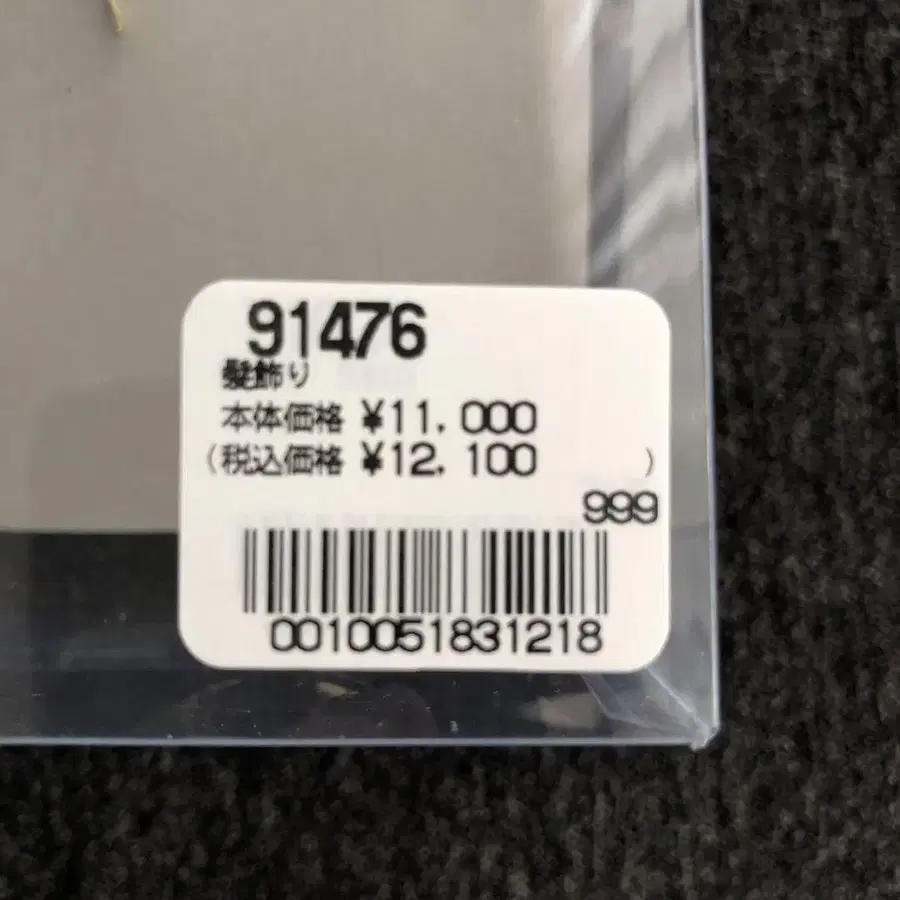 91476
髪飾り
本体価格 ¥11,000
(税込価格 ¥12,100 )
999
0010051831218